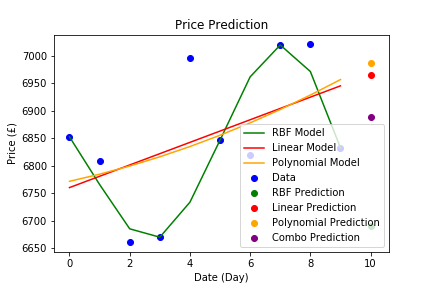 Price Prediction
Price (£)
7000
6950
6900
6850
6800
6750
6700
6650
0
2
4
6
8
10
Date (Day)
RBF Model
Linear Model
Polynomial Model
Data
RBF Prediction
Linear Prediction
Polynomial Prediction
Combo Prediction